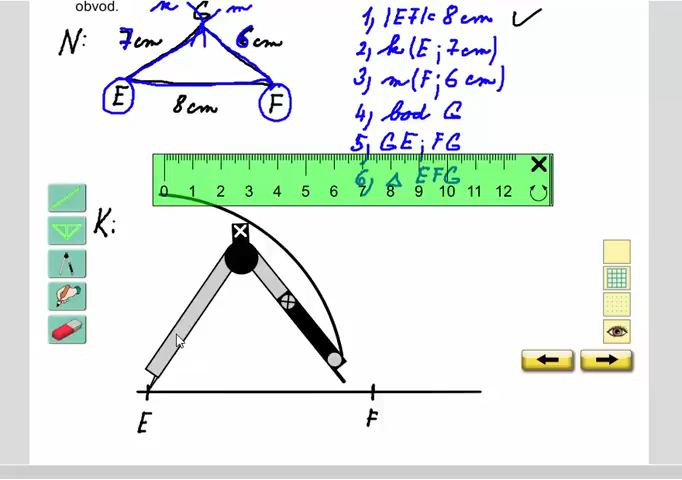 obvod.
k G m
N: 7cm 6cm
E F
8cm
1, |EF|= 8cm ✓
2, k(E; 7cm)
3, m(F; 6cm)
4, bod G
5, GE; FG
6, △ EFG
0 1 2 3 4 5 6 7 8 9 10 11 12
K:
E F